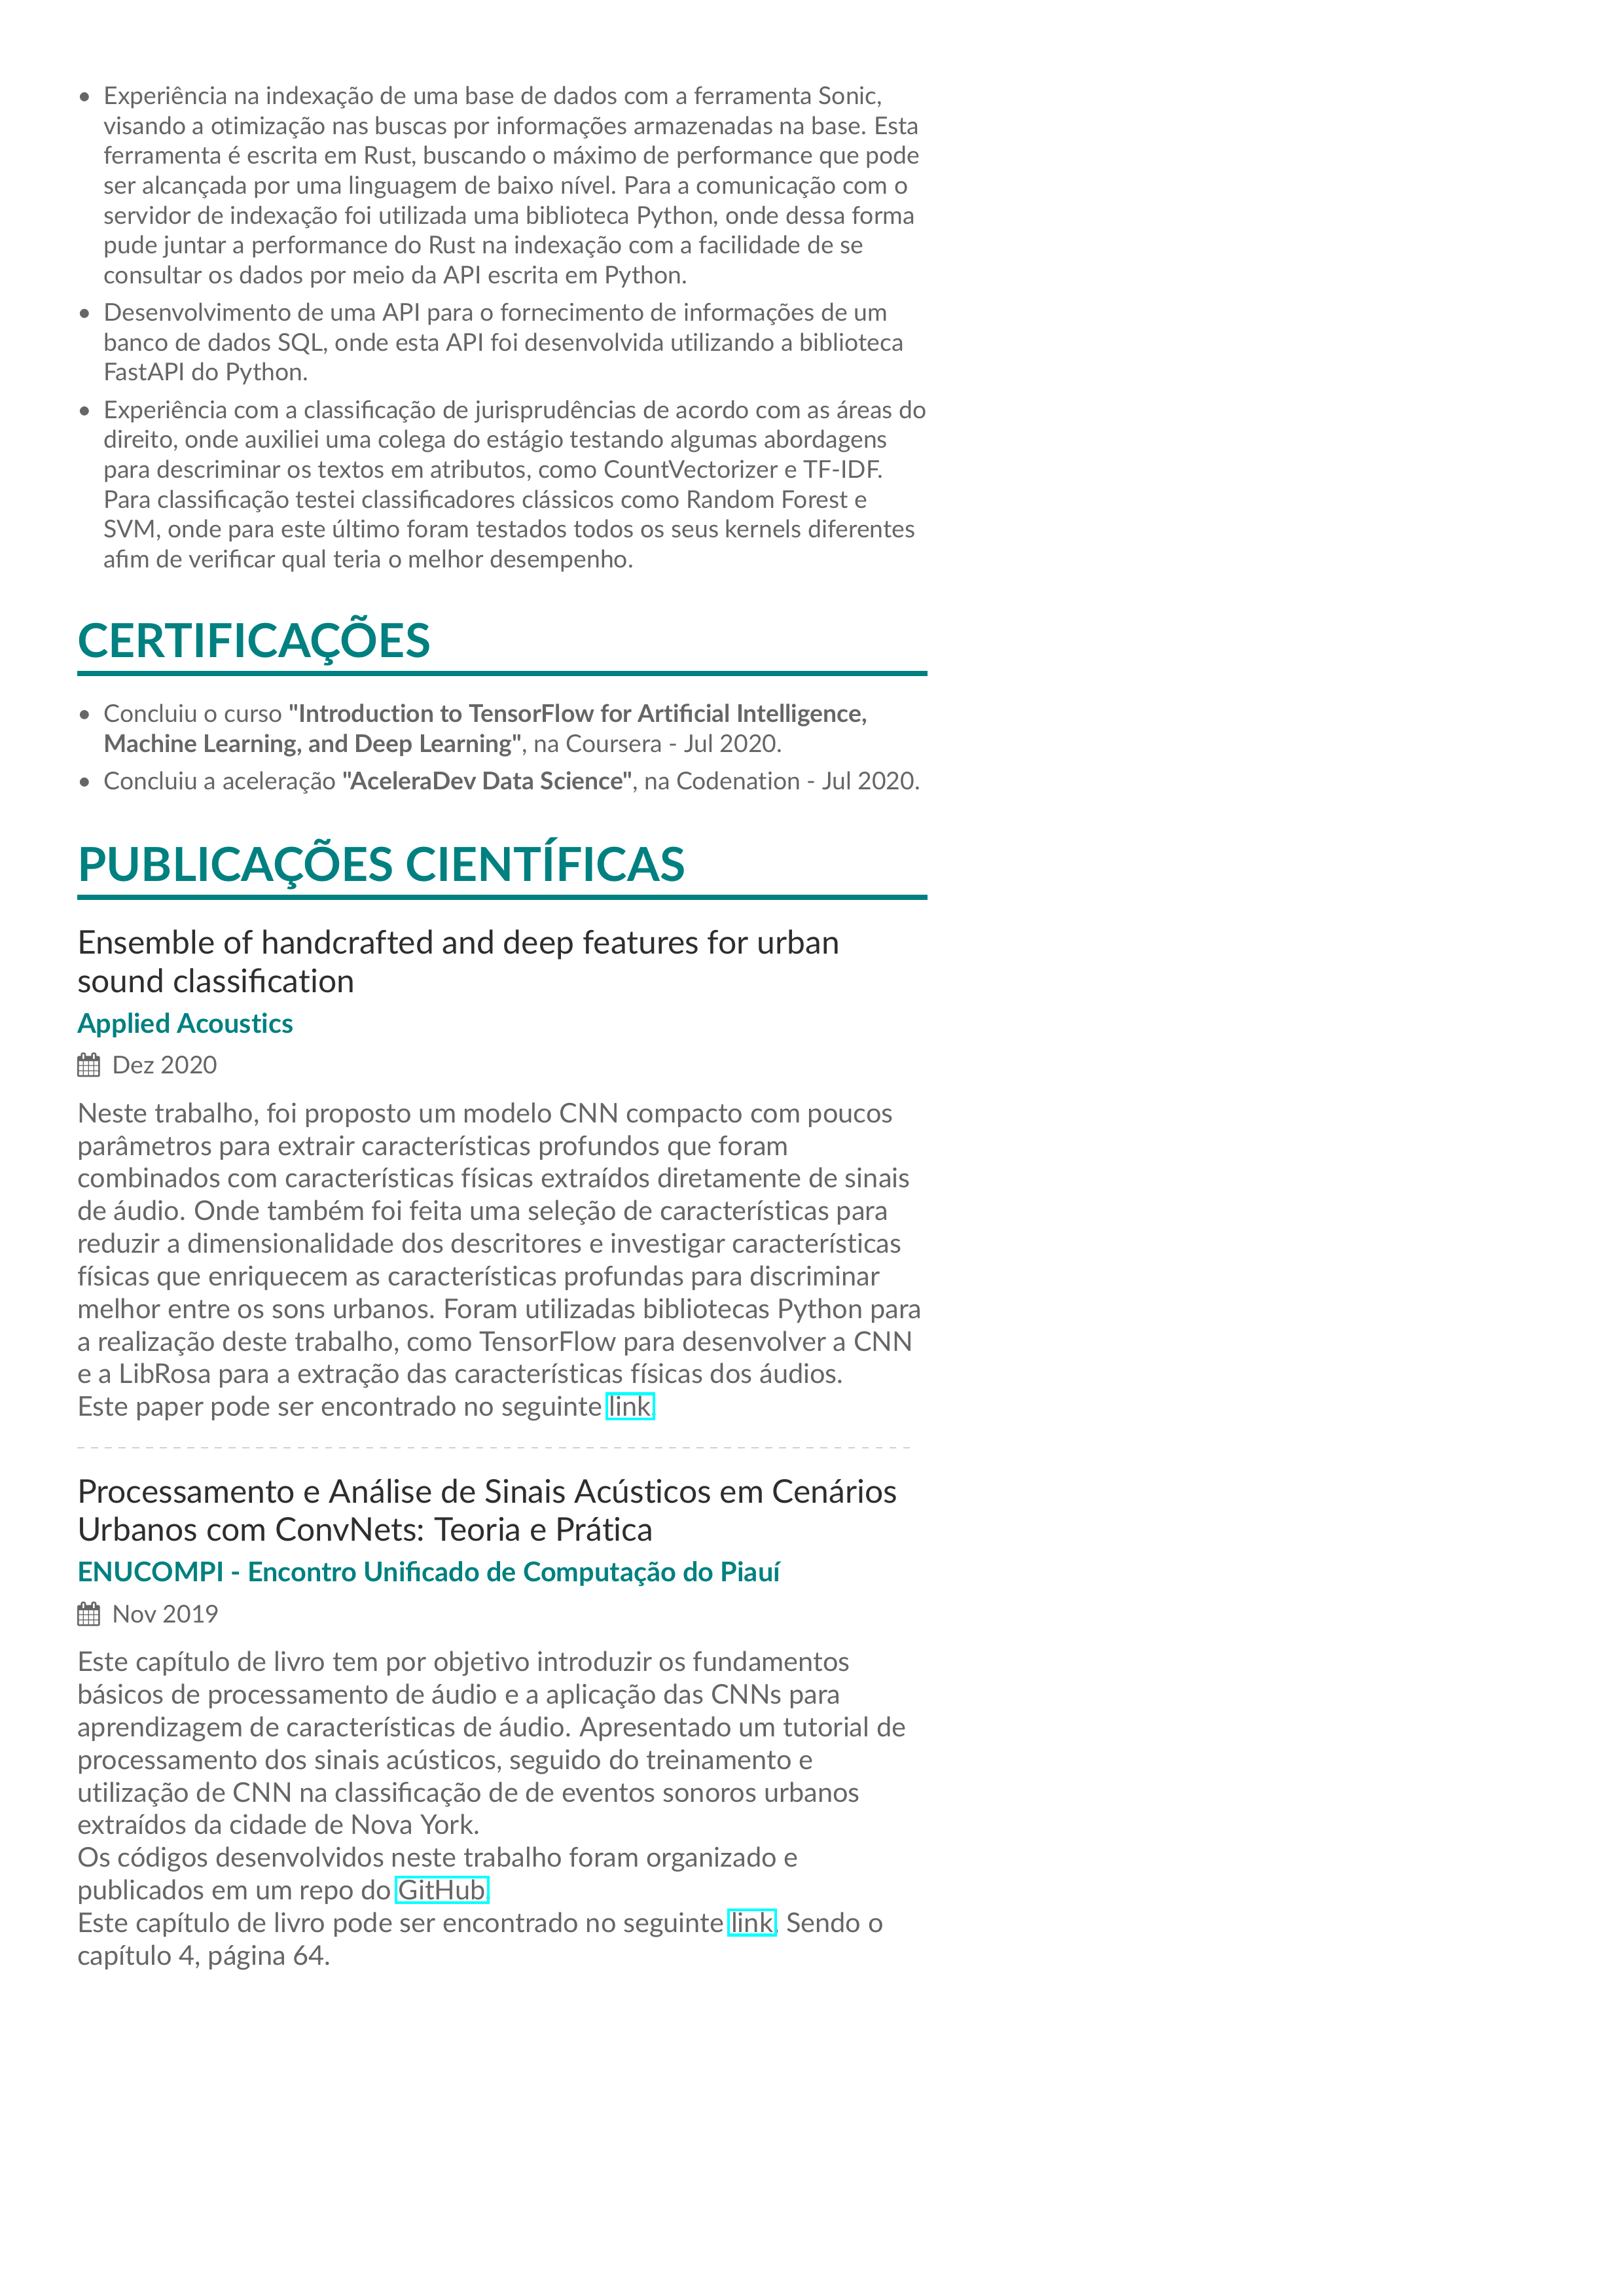 • Experiência na indexação de uma base de dados com a ferramenta Sonic,
visando a otimização nas buscas por informações armazenadas na base. Esta
ferramenta é escrita em Rust, buscando o máximo de performance que pode
ser alcançada por uma linguagem de baixo nível. Para a comunicação com o
servidor de indexação foi utilizada uma biblioteca Python, onde dessa forma
pude juntar a performance do Rust na indexação com a facilidade de se
consultar os dados por meio da API escrita em Python.
• Desenvolvimento de uma API para o fornecimento de informações de um
banco de dados SQL, onde esta API foi desenvolvida utilizando a biblioteca
FastAPI do Python.
• Experiência com a classificação de jurisprudências de acordo com as áreas do
direito, onde auxiliei uma colega do estágio testando algumas abordagens
para descriminar os textos em atributos, como CountVectorizer e TF-IDF.
Para classificação testei classificadores clássicos como Random Forest e
SVM, onde para este último foram testados todos os seus kernels diferentes
afim de verificar qual teria o melhor desempenho.
CERTIFICAÇÕES
• Concluiu o curso "Introduction to TensorFlow for Artificial Intelligence,
Machine Learning, and Deep Learning", na Coursera - Jul 2020.
• Concluiu a aceleração "AceleraDev Data Science", na Codenation - Jul 2020.
PUBLICAÇÕES CIENTÍFICAS
Ensemble of handcrafted and deep features for urban
sound classification
Applied Acoustics
Dez 2020
Neste trabalho, foi proposto um modelo CNN compacto com poucos
parâmetros para extrair características profundos que foram
combinados com características físicas extraídos diretamente de sinais
de áudio. Onde também foi feita uma seleção de características para
reduzir a dimensionalidade dos descritores e investigar características
físicas que enriquecem as características profundas para discriminar
melhor entre os sons urbanos. Foram utilizadas bibliotecas Python para
a realização deste trabalho, como TensorFlow para desenvolver a CNN
e a LibRosa para a extração das características físicas dos áudios.
Este paper pode ser encontrado no seguinte link.
Processamento e Análise de Sinais Acústicos em Cenários
Urbanos com ConvNets: Teoria e Prática
ENUCOMPI - Encontro Unificado de Computação do Piauí
Nov 2019
Este capítulo de livro tem por objetivo introduzir os fundamentos
básicos de processamento de áudio e a aplicação das CNNs para
aprendizagem de características de áudio. Apresentado um tutorial de
processamento dos sinais acústicos, seguido do treinamento e
utilização de CNN na classificação de de eventos sonoros urbanos
extraídos da cidade de Nova York.
Os códigos desenvolvidos neste trabalho foram organizado e
publicados em um repo do GitHub.
Este capítulo de livro pode ser encontrado no seguinte link. Sendo o
capítulo 4, página 64.